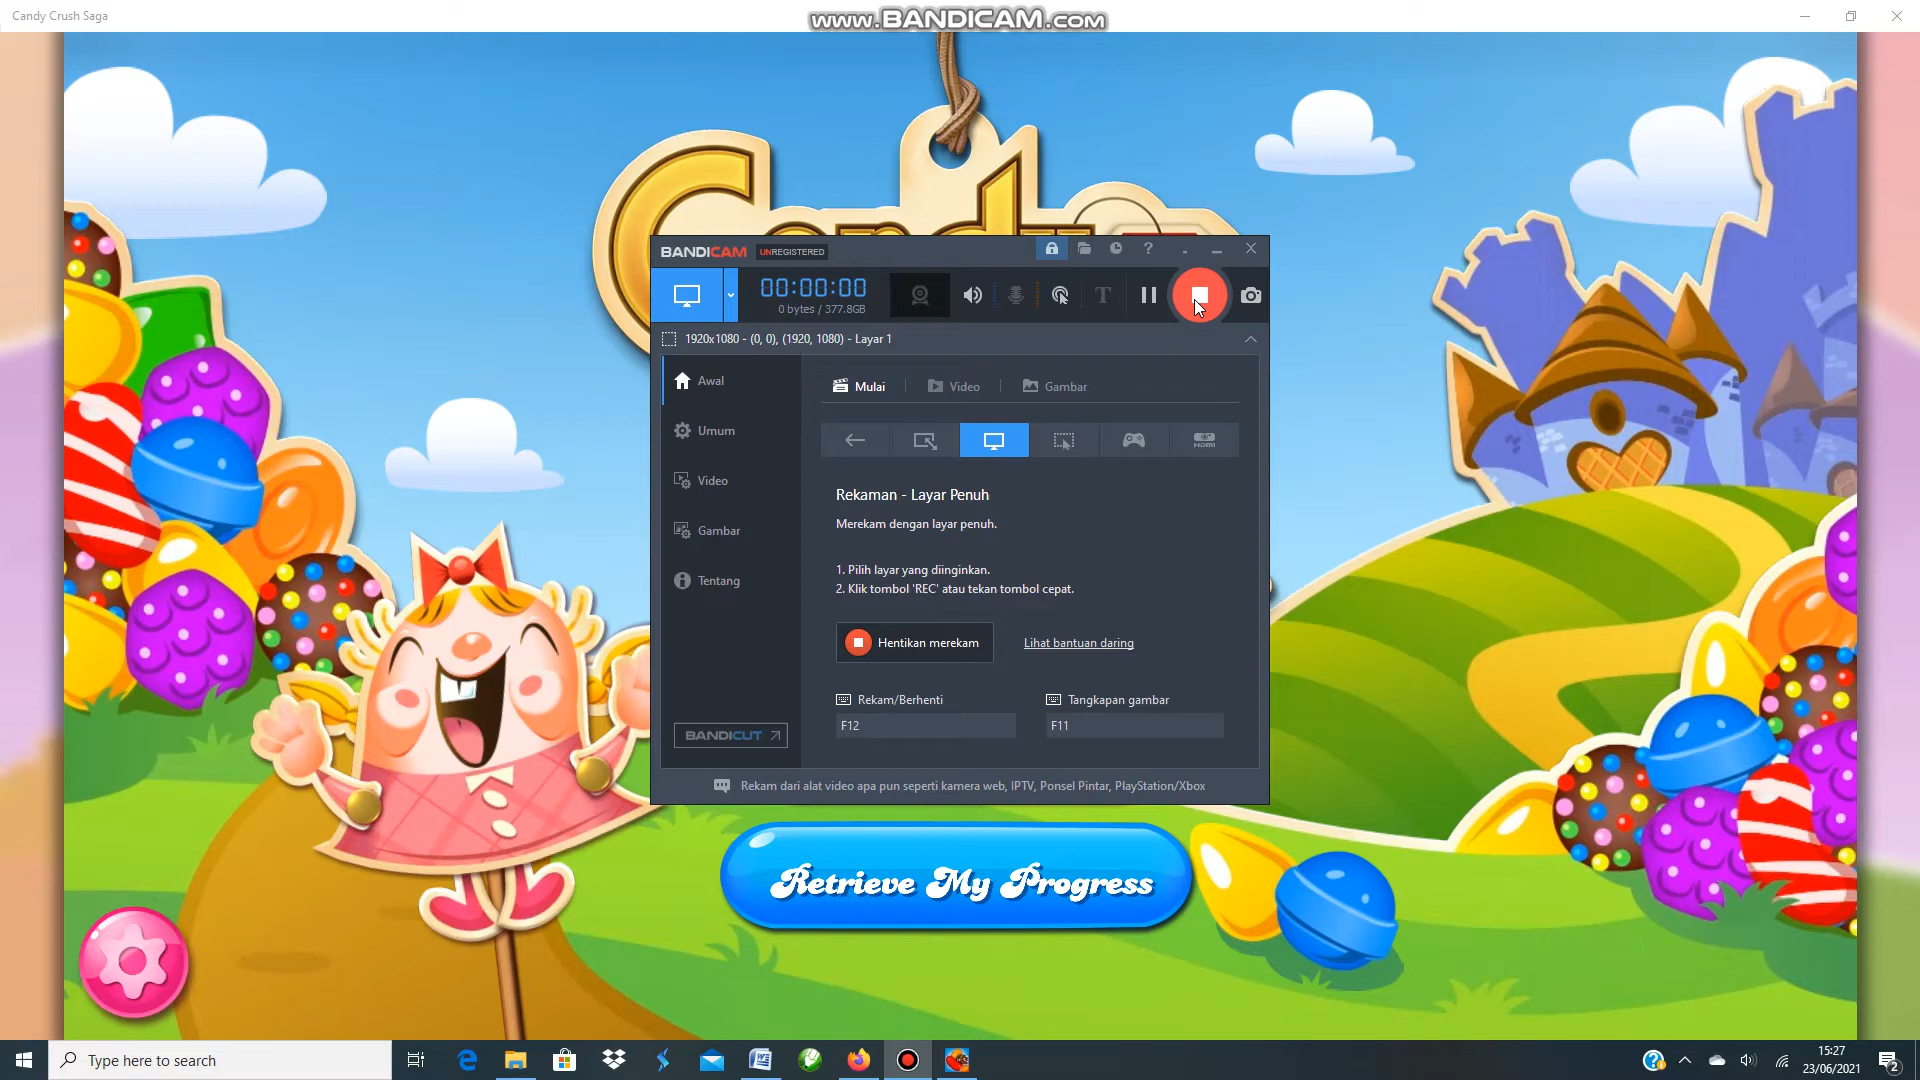 Candy Crush Saga
www.BANDICAM.com
Candy
BANDICAM UNREGISTERED
00:00:00
0 bytes / 377.8GB
1920x1080 - (0, 0), (1920, 1080) - Layar 1
Awal
Umum
Video
Gambar
Tentang
BANDICUT
Mulai Video Gambar
HDMI
Rekaman - Layar Penuh
Merekam dengan layar penuh.
1. Pilih layar yang diinginkan.
2. Klik tombol 'REC' atau tekan tombol cepat.
Hentikan merekam Lihat bantuan daring
Rekam/Berhenti Tangkapan gambar
F12 F11
Rekam dari alat video apa pun seperti kamera web, IPTV, Ponsel Pintar, PlayStation/Xbox
Retrieve My Progress
Type here to search
15:27
23/06/2021
2